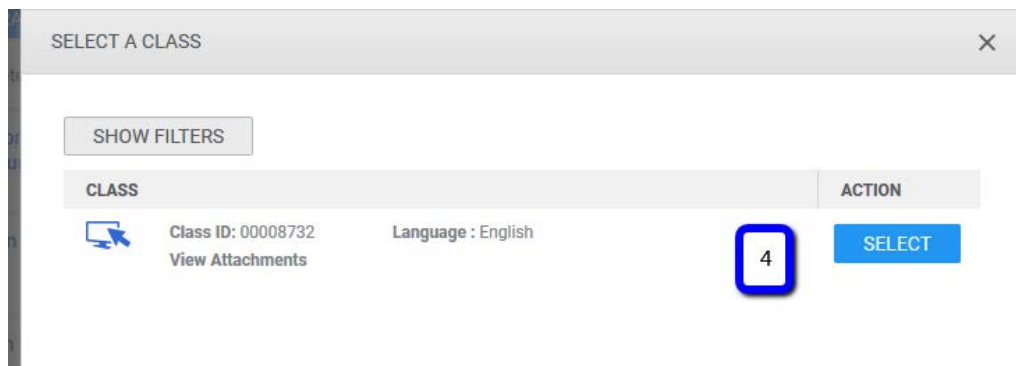 SELECT A CLASS
SHOW FILTERS
CLASS ACTION
Class ID: 00008732 Language : English 4 SELECT
View Attachments